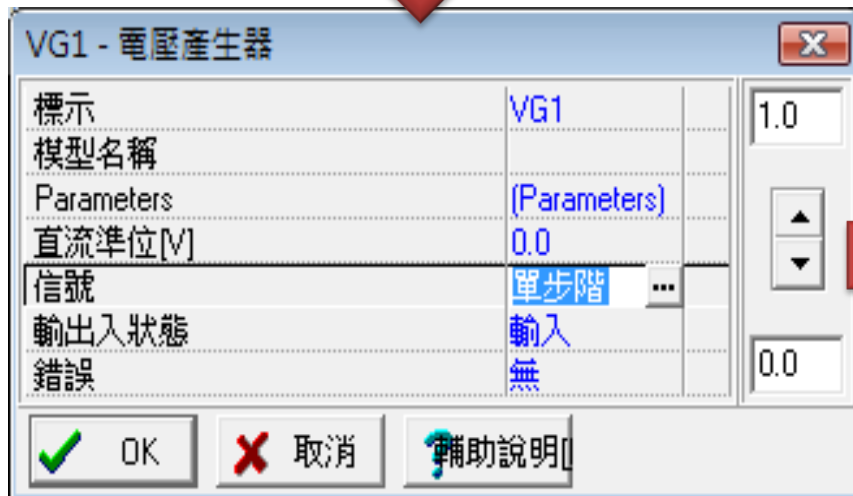 VG1 - 電壓產生器
標示 VG1
模型名稱
Parameters (Parameters)
直流準位[V] 0.0
信號 單步階 ...
輸出入狀態 輸入
錯誤 無
1.0
0.0
OK 取消 輔助說明[